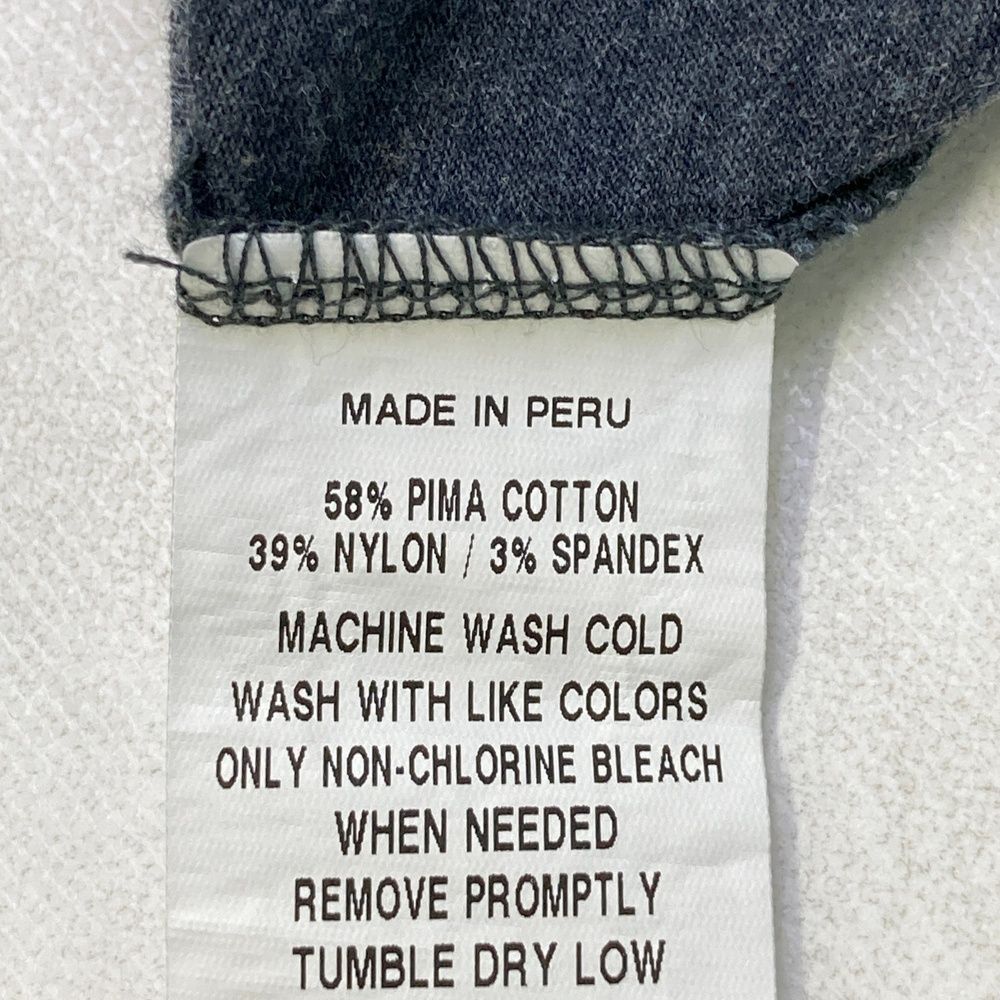 MADE IN PERU
58% PIMA COTTON
39% NYLON / 3% SPANDEX
MACHINE WASH COLD
WASH WITH LIKE COLORS
ONLY NON-CHLORINE BLEACH
WHEN NEEDED
REMOVE PROMPTLY
TUMBLE DRY LOW